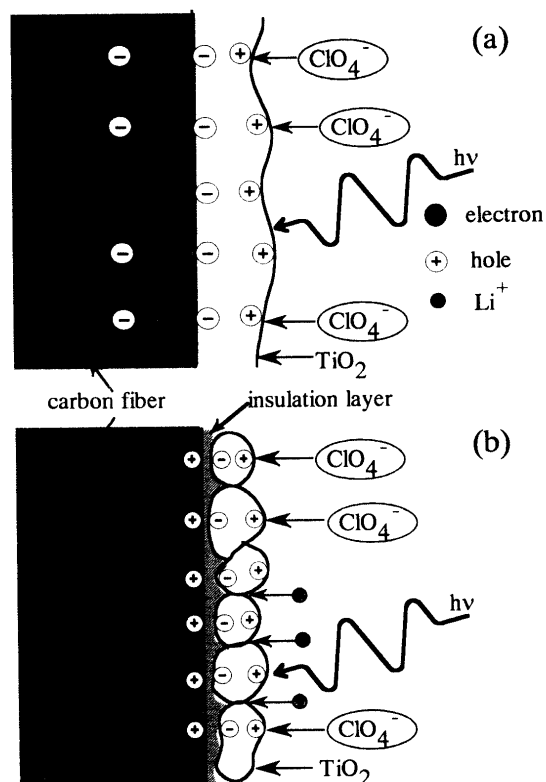 (a)
ClO4−
ClO4−
hν
electron
hole
Li+
ClO4−
TiO2
carbon fiber
insulation layer
(b)
ClO4−
ClO4−
hν
ClO4−
TiO2